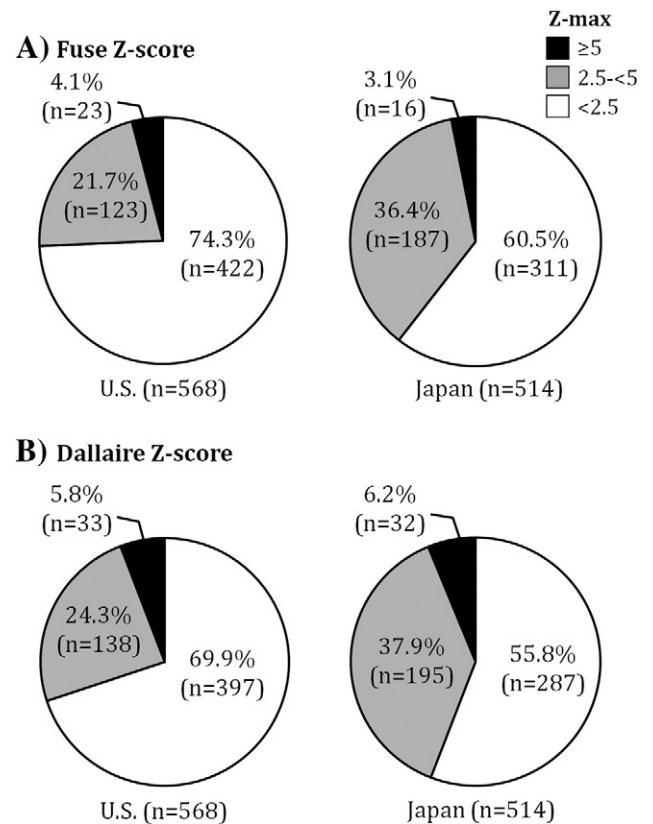 Z-max
≥5
2.5-<5
<2.5
A) Fuse Z-score
4.1%
(n=23)
21.7%
(n=123)
74.3%
(n=422)
U.S. (n=568)
3.1%
(n=16)
36.4%
(n=187)
60.5%
(n=311)
Japan (n=514)
B) Dallaire Z-score
5.8%
(n=33)
24.3%
(n=138)
69.9%
(n=397)
U.S. (n=568)
6.2%
(n=32)
37.9%
(n=195)
55.8%
(n=287)
Japan (n=514)